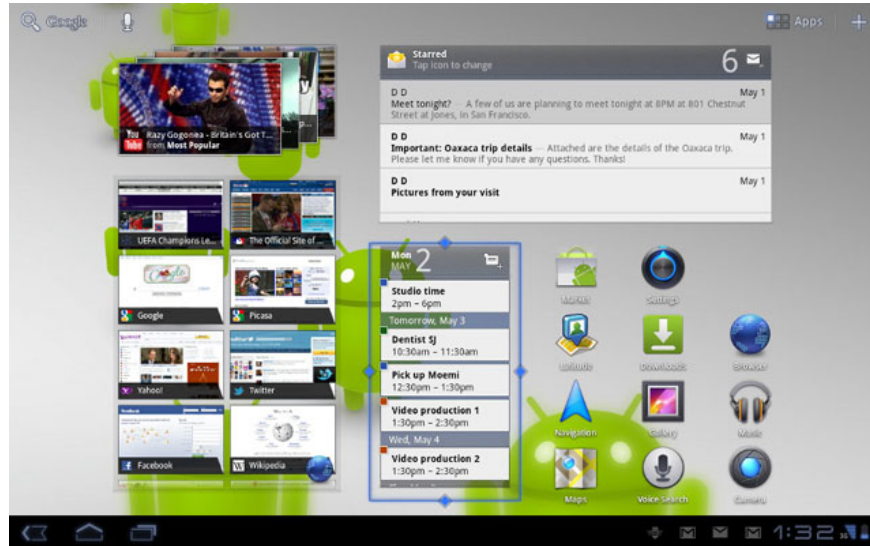 Google
Apps
Starred
Tap icon to change
6
D D
May 1
Meet tonight? — A few of us are planning to meet tonight at 8PM at 801 Chestnut
Street at Jones, in San Francisco.
D D
May 1
Important: Oaxaca trip details — Attached are the details of the Oaxaca trip.
Please let me know if you have any questions. Thanks!
D D
May 1
Pictures from your visit
You
Tube
Razy Gogonea - Britain's Got T...
from Most Popular
UEFA Champions Le...
The Official Site of ...
Google
Picasa
Yahoo!
Twitter
Facebook
Wikipedia
Mon
MAY
2
Studio time
2pm – 6pm
Tomorrow, May 3
Dentist SJ
10:30am – 11:30am
Pick up Moemi
12:30pm – 1:30pm
Video production 1
1:30pm – 2:30pm
Wed, May 4
Video production 2
1:30pm – 2:30pm
Market
Settings
Latitude
Downloads
Browser
Navigation
Gallery
Music
Maps
Voice Search
Camera
1:32